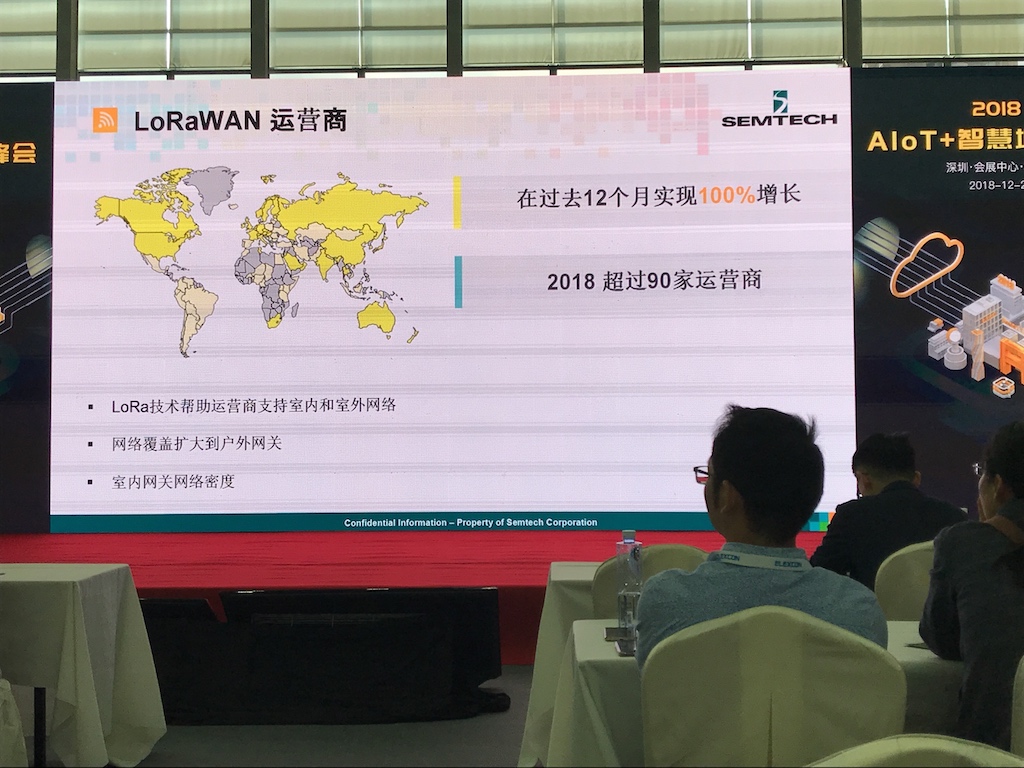 LoRaWAN 运营商
SEMTECH
在过去12个月实现100%增长
2018 超过90家运营商
LoRa技术帮助运营商支持室内和室外网络
网络覆盖扩大到户外网关
室内网关网络密度
Confidential Information – Property of Semtech Corporation
峰会
2018
AIoT+智慧
深圳·会展中心·
2018-12-2